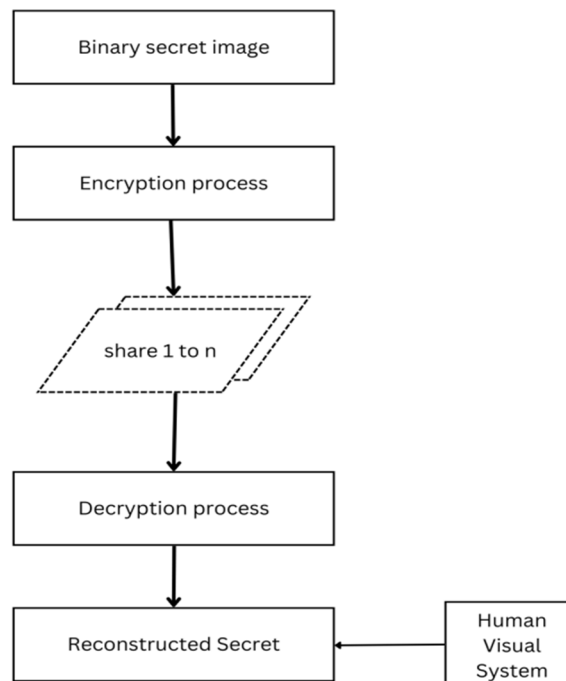 Binary secret image
Encryption process
share 1 to n
Decryption process
Reconstructed Secret
Human
Visual
System